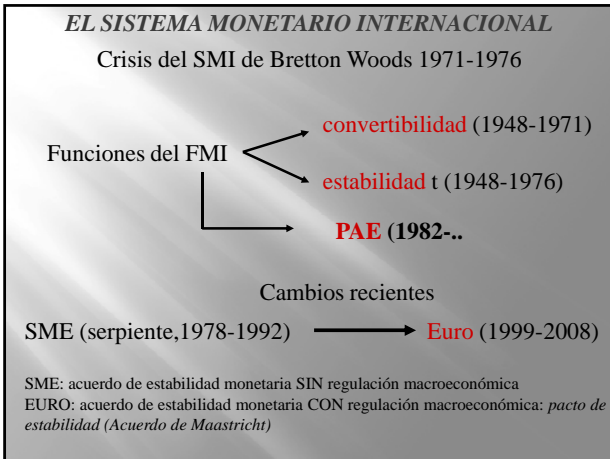 EL SISTEMA MONETARIO INTERNACIONAL
Crisis del SMI de Bretton Woods 1971-1976
convertibilidad (1948-1971)
Funciones del FMI
estabilidad t (1948-1976)
PAE (1982-..
Cambios recientes
SME (serpiente,1978-1992)
Euro (1999-2008)
SME: acuerdo de estabilidad monetaria SIN regulación macroeconómica
EURO: acuerdo de estabilidad monetaria CON regulación macroeconómica: pacto de
estabilidad (Acuerdo de Maastricht)